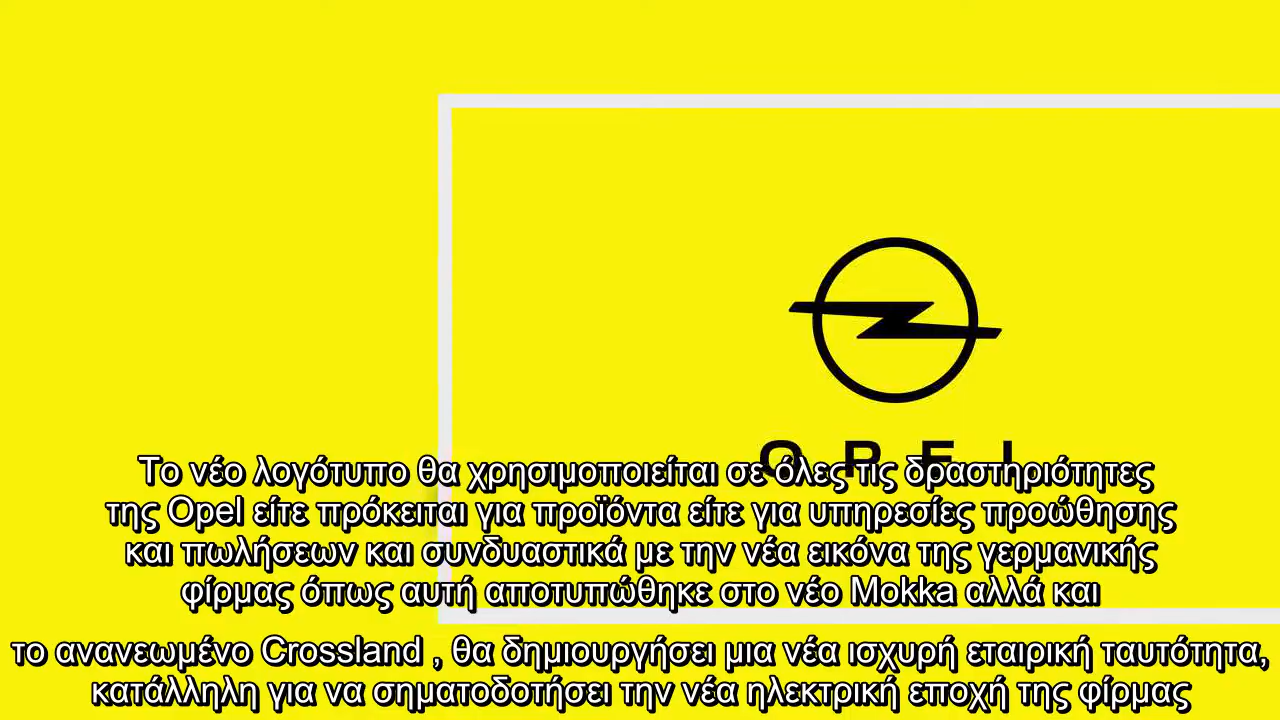 OPEL
Το νέο λογότυπο θα χρησιμοποιείται σε όλες τις δραστηριότητες
της Opel είτε πρόκειται για προϊόντα είτε για υπηρεσίες προώθησης
και πωλήσεων και συνδυαστικά με την νέα εικόνα της γερμανικής
φίρμας όπως αυτή αποτυπώθηκε στο νέο Mokka αλλά και
το ανανεωμένο Crossland , θα δημιουργήσει μια νέα ισχυρή εταιρική ταυτότητα,
κατάλληλη για να σηματοδοτήσει την νέα ηλεκτρική εποχή της φίρμας